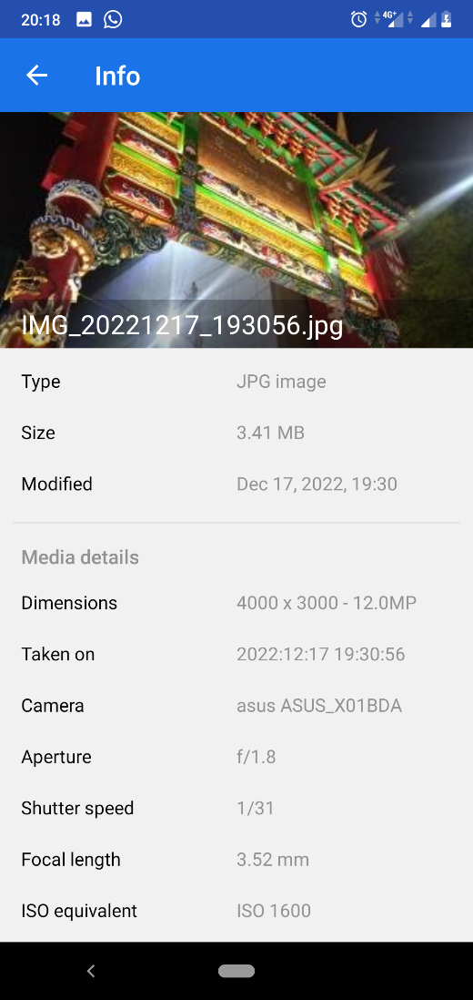 20:18
4G+
Info
IMG_20221217_193056.jpg
Type JPG image
Size 3.41 MB
Modified Dec 17, 2022, 19:30
Media details
Dimensions 4000 x 3000 - 12.0MP
Taken on 2022:12:17 19:30:56
Camera asus ASUS_X01BDA
Aperture f/1.8
Shutter speed 1/31
Focal length 3.52 mm
ISO equivalent ISO 1600